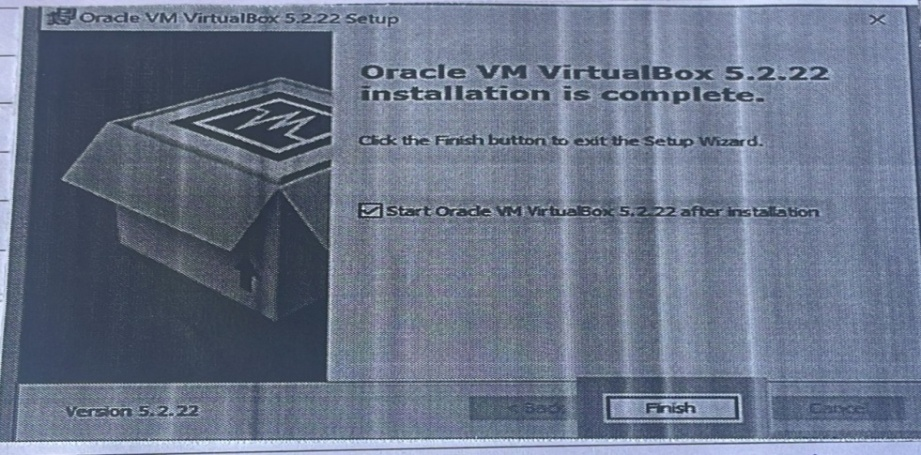 Oracle VM VirtualBox 5.2.22 Setup
Oracle VM VirtualBox 5.2.22
installation is complete.
Click the Finish button to exit the Setup Wizard.
Start Oracle VM VirtualBox 5.2.22 after installation
Version 5.2.22
Back
Finish
Cancel